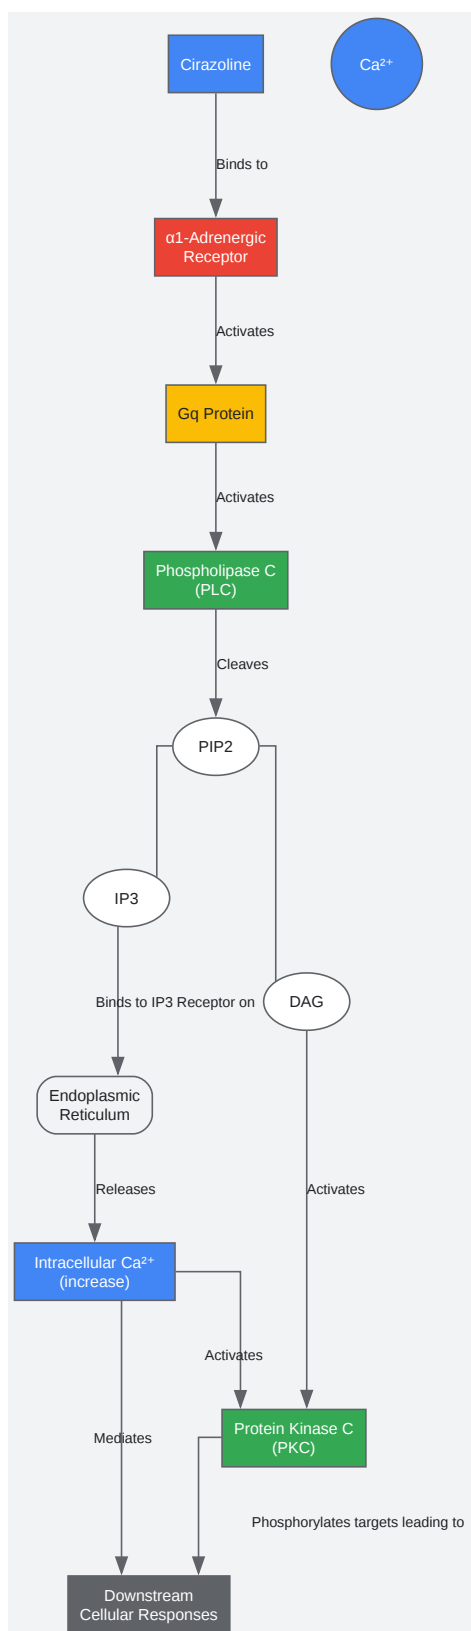 Cirazoline
Ca²⁺
Binds to
α1-Adrenergic
Receptor
Activates
Gq Protein
Activates
Phospholipase C
(PLC)
Cleaves
PIP2
IP3
Binds to IP3 Receptor on
DAG
Endoplasmic
Reticulum
Releases
Activates
Intracellular Ca²⁺
(increase)
Activates
Protein Kinase C
(PKC)
Mediates
Phosphorylates targets leading to
Downstream
Cellular Responses